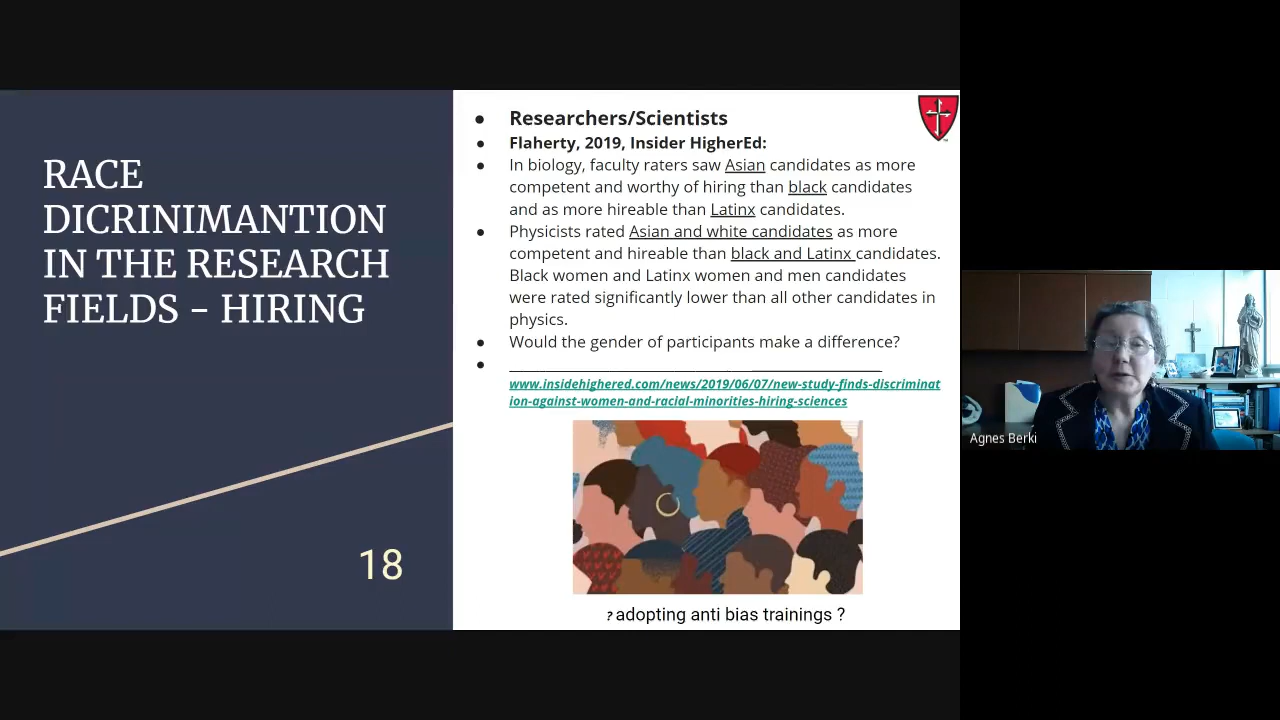 RACE
DICRINIMANTION
IN THE RESEARCH
FIELDS – HIRING
18
● Researchers/Scientists
● Flaherty, 2019, Insider HigherEd:
● In biology, faculty raters saw Asian candidates as more
competent and worthy of hiring than black candidates
and as more hireable than Latinx candidates.
● Physicists rated Asian and white candidates as more
competent and hireable than black and Latinx candidates.
Black women and Latinx women and men candidates
were rated significantly lower than all other candidates in
physics.
● Would the gender of participants make a difference?
●
www.insidehighered.com/news/2019/06/07/new-study-finds-discriminat
ion-against-women-and-racial-minorities-hiring-sciences
? adopting anti bias trainings ?
Agnes Berki